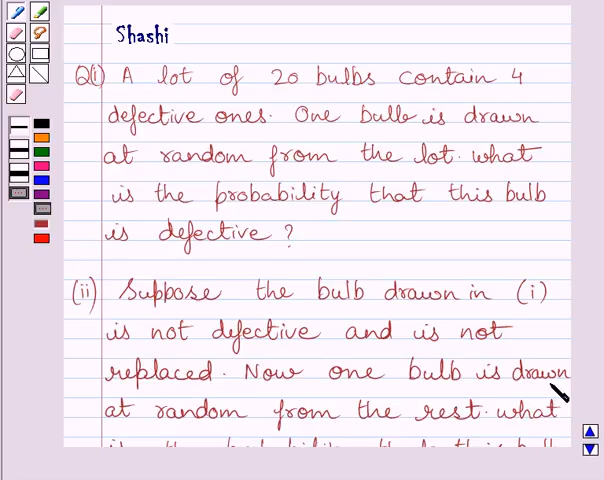 Shashi
Q(i) A lot of 20 bulbs contain 4
defective ones. One bulb is drawn
at random from the lot. what
is the probability that this bulb
is defective?
(ii) Suppose the bulb drawn in (i)
is not defective and is not
replaced. Now one bulb is drawn
at random from the rest. what